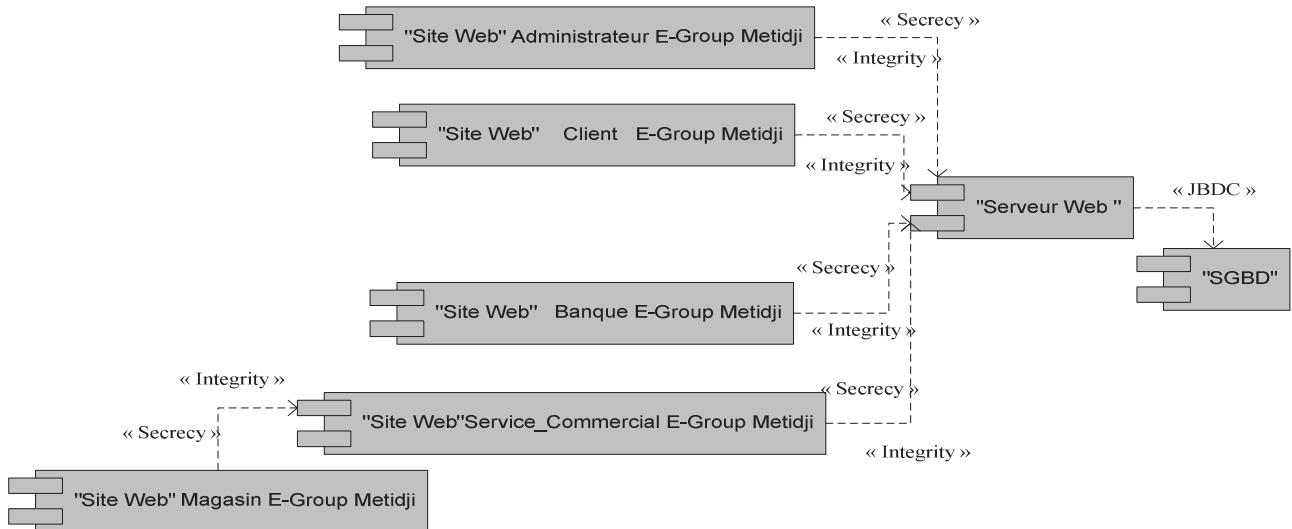 « Secrecy »
"Site Web" Administrateur E-Group Metidji
« Integrity »
« Secrecy »
"Site Web" Client E-Group Metidji
« Integrity »
« JBDC »
"Serveur Web "
« Secrecy »
"SGBD"
"Site Web" Banque E-Group Metidji
« Integrity »
« Integrity »
« Secrecy »
"Site Web"Service_Commercial E-Group Metidji
« Secrecy »
« Integrity »
"Site Web" Magasin E-Group Metidji